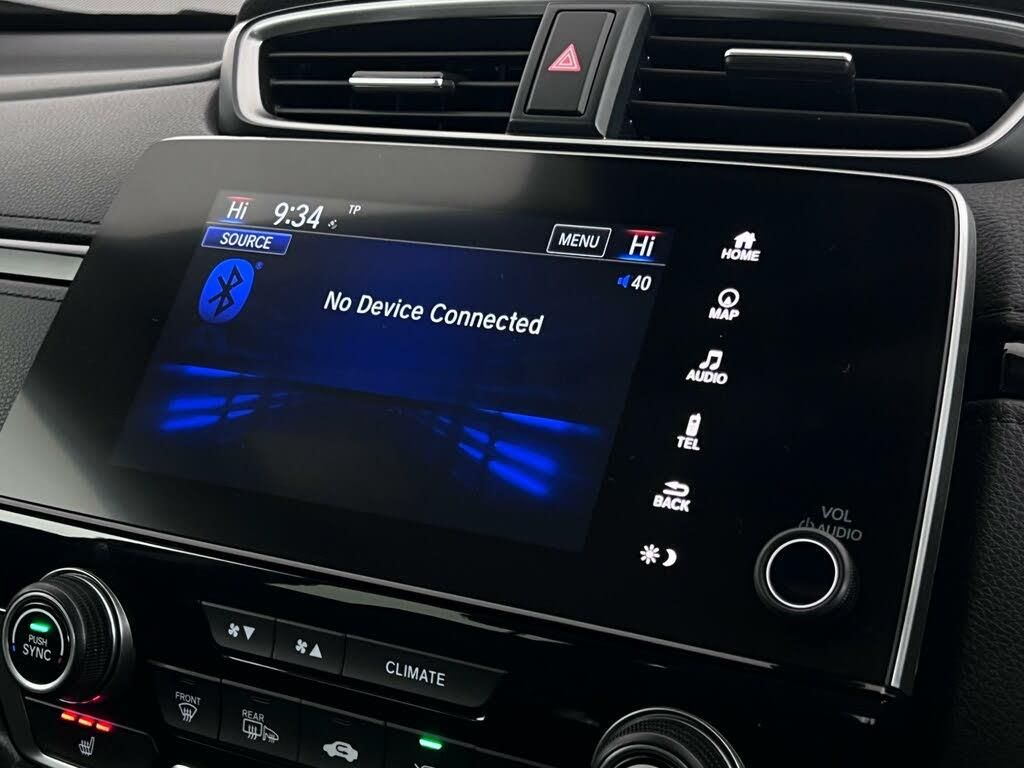 Hi 9:34 TP
SOURCE
MENU Hi
40
No Device Connected
HOME
MAP
AUDIO
TEL
BACK
VOL
AUDIO
PUSH
SYNC
CLIMATE
FRONT
REAR